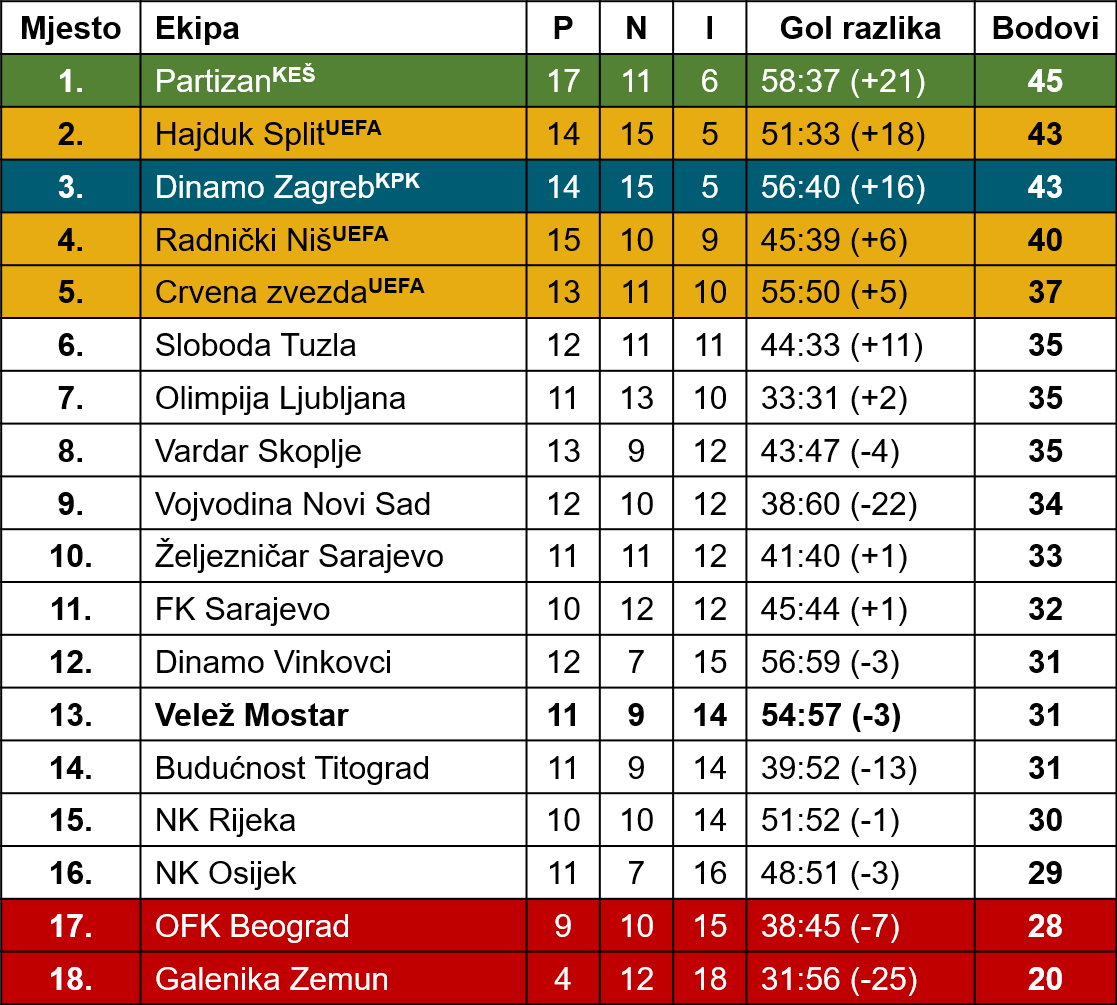 Mjesto Ekipa P N I Gol razlika Bodovi
1. Partizan KEŠ 17 11 6 58:37 (+21) 45
2. Hajduk Split UEFA 14 15 5 51:33 (+18) 43
3. Dinamo Zagreb KPK 14 15 5 56:40 (+16) 43
4. Radnički Niš UEFA 15 10 9 45:39 (+6) 40
5. Crvena zvezda UEFA 13 11 10 55:50 (+5) 37
6. Sloboda Tuzla 12 11 11 44:33 (+11) 35
7. Olimpija Ljubljana 11 13 10 33:31 (+2) 35
8. Vardar Skoplje 13 9 12 43:47 (-4) 35
9. Vojvodina Novi Sad 12 10 12 38:60 (-22) 34
10. Željezničar Sarajevo 11 11 12 41:40 (+1) 33
11. FK Sarajevo 10 12 12 45:44 (+1) 32
12. Dinamo Vinkovci 12 7 15 56:59 (-3) 31
13. Velež Mostar 11 9 14 54:57 (-3) 31
14. Budućnost Titograd 11 9 14 39:52 (-13) 31
15. NK Rijeka 10 10 14 51:52 (-1) 30
16. NK Osijek 11 7 16 48:51 (-3) 29
17. OFK Beograd 9 10 15 38:45 (-7) 28
18. Galenika Zemun 4 12 18 31:56 (-25) 20